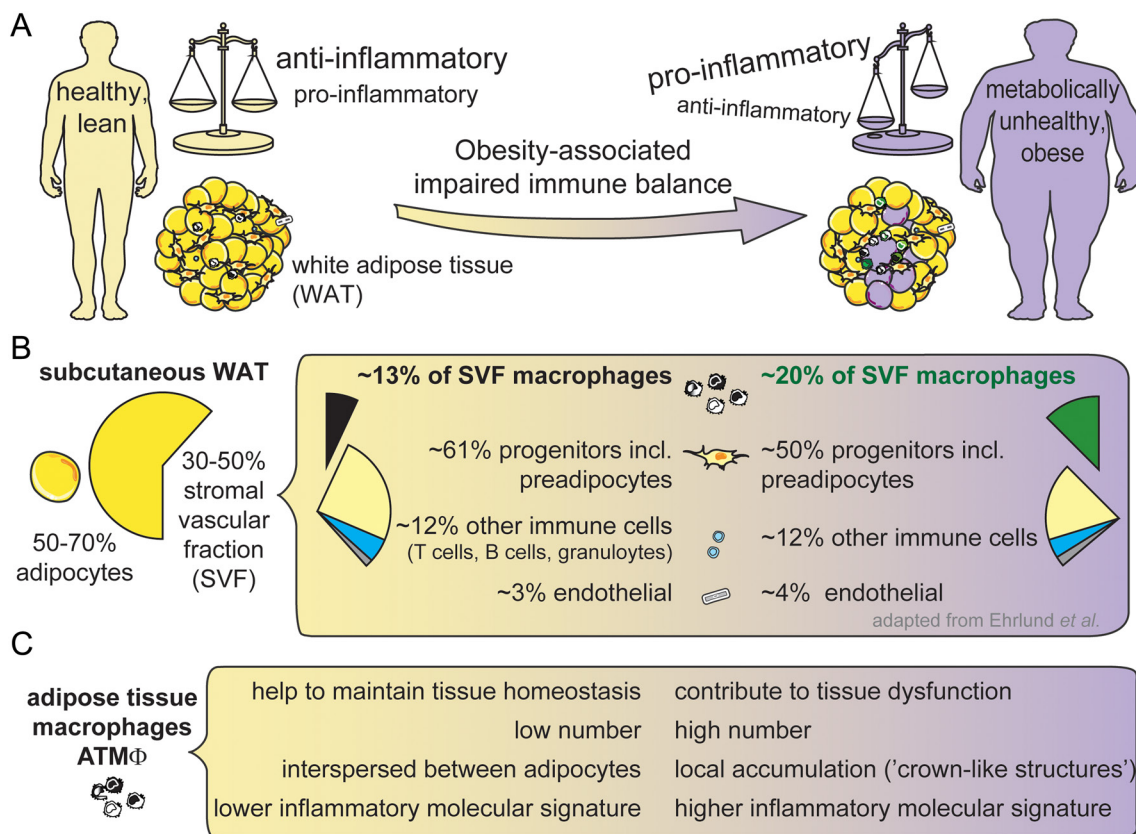 A
healthy,
lean
anti-inflammatory
pro-inflammatory
pro-inflammatory
anti-inflammatory
metabolically
unhealthy,
obese
Obesity-associated
impaired immune balance
white adipose tissue
(WAT)
B
subcutaneous WAT
50-70%
adipocytes
30-50%
stromal
vascular
fraction
(SVF)
~13% of SVF macrophages
~20% of SVF macrophages
~61% progenitors incl.
preadipocytes
~50% progenitors incl.
preadipocytes
~12% other immune cells
(T cells, B cells, granuloytes)
~12% other immune cells
~3% endothelial
~4% endothelial
adapted from Ehrlund et al.
C
adipose tissue
macrophages
ATMΦ
help to maintain tissue homeostasis
contribute to tissue dysfunction
low number
high number
interspersed between adipocytes
local accumulation ('crown-like structures')
lower inflammatory molecular signature
higher inflammatory molecular signature